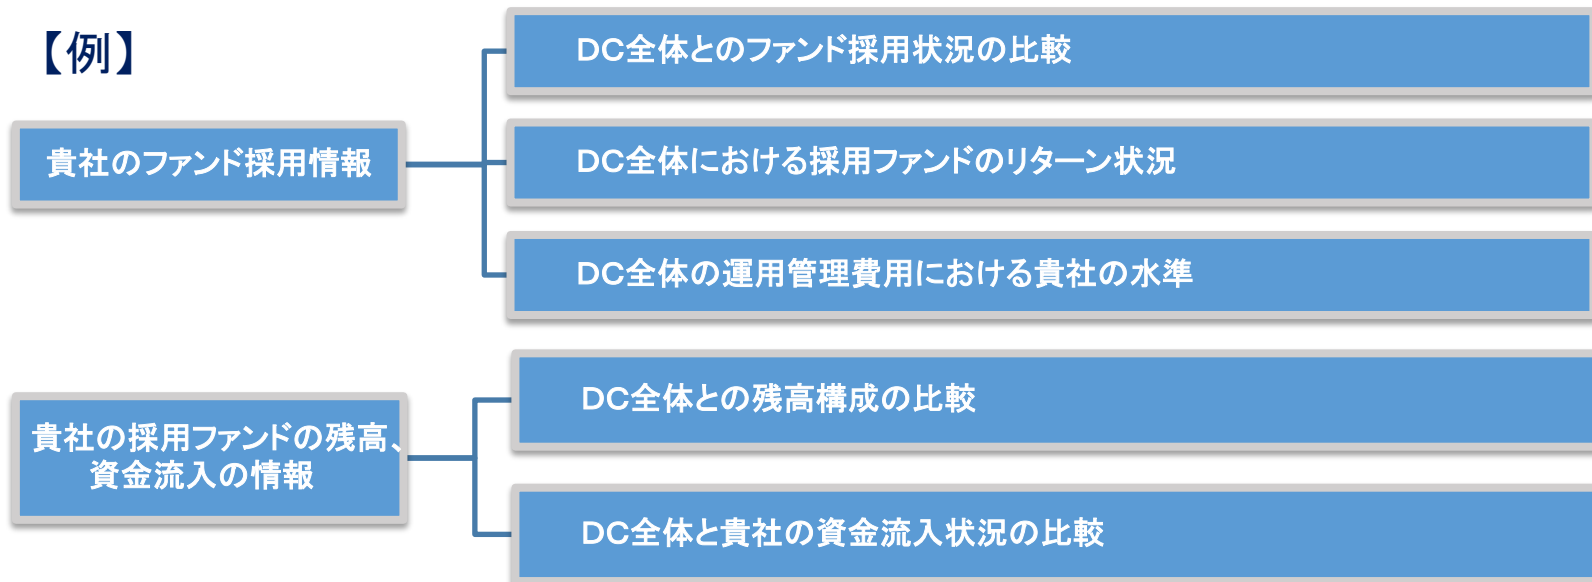 【例】
貴社のファンド採用情報
DC全体とのファンド採用状況の比較
DC全体における採用ファンドのリターン状況
DC全体の運用管理費用における貴社の水準
貴社の採用ファンドの残高、
資金流入の情報
DC全体との残高構成の比較
DC全体と貴社の資金流入状況の比較